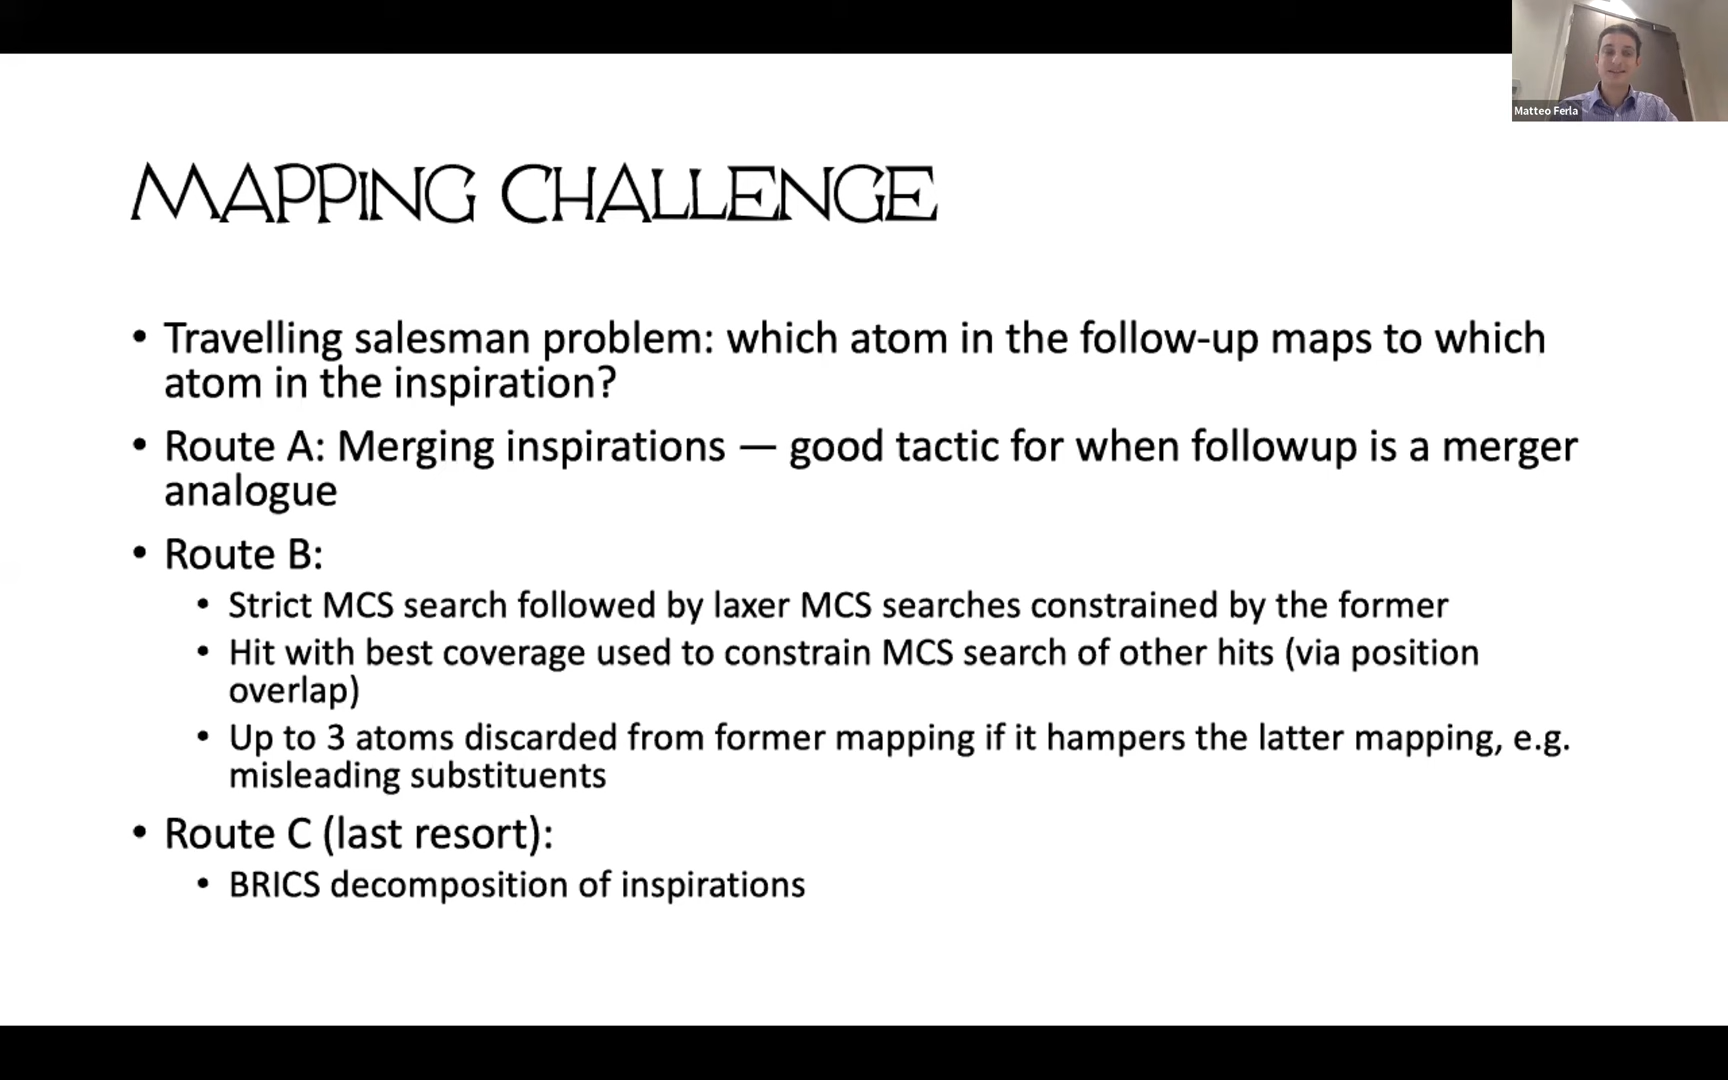 Matteo Ferla
MAPPING CHALLENGE
• Travelling salesman problem: which atom in the follow-up maps to which
atom in the inspiration?
• Route A: Merging inspirations — good tactic for when followup is a merger
analogue
• Route B:
• Strict MCS search followed by laxer MCS searches constrained by the former
• Hit with best coverage used to constrain MCS search of other hits (via position
overlap)
• Up to 3 atoms discarded from former mapping if it hampers the latter mapping, e.g.
misleading substituents
• Route C (last resort):
• BRICS decomposition of inspirations